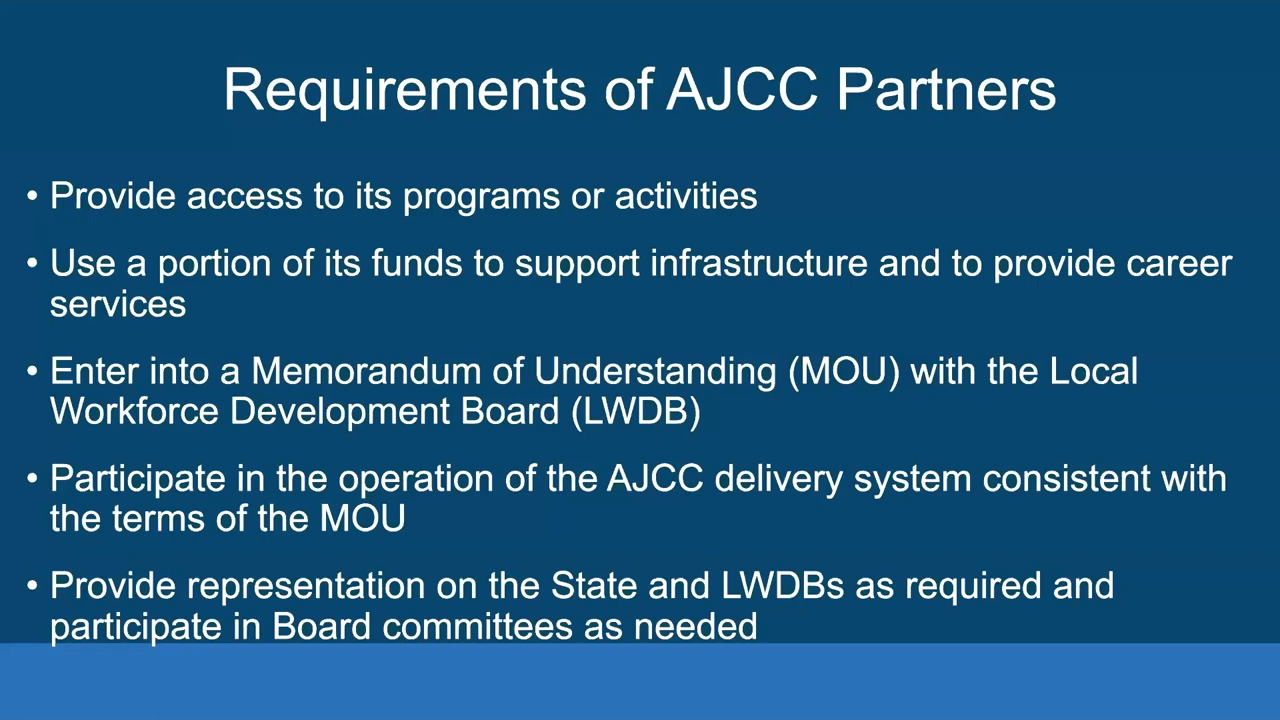 Requirements of AJCC Partners
• Provide access to its programs or activities
• Use a portion of its funds to support infrastructure and to provide career
services
• Enter into a Memorandum of Understanding (MOU) with the Local
Workforce Development Board (LWDB)
• Participate in the operation of the AJCC delivery system consistent with
the terms of the MOU
• Provide representation on the State and LWDBs as required and
participate in Board committees as needed